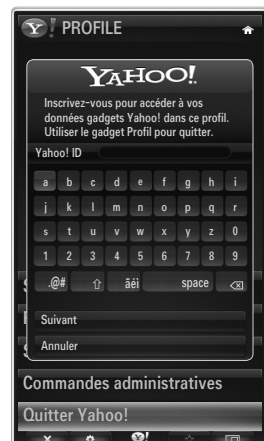 Y! PROFILE
YAHOO!
Inscrivez-vous pour accéder à vos
données gadgets Yahoo! dans ce profil.
Utiliser le gadget Profil pour quitter.
Yahoo! ID
a b c d e f g h i
j k l m n o p q r
s t u v w x y z 0
1 2 3 4 5 6 7 8 9
.@# ⇧ ãéì space ⌫
Suivant
Annuler
Commandes administratives
Quitter Yahoo!
Y!